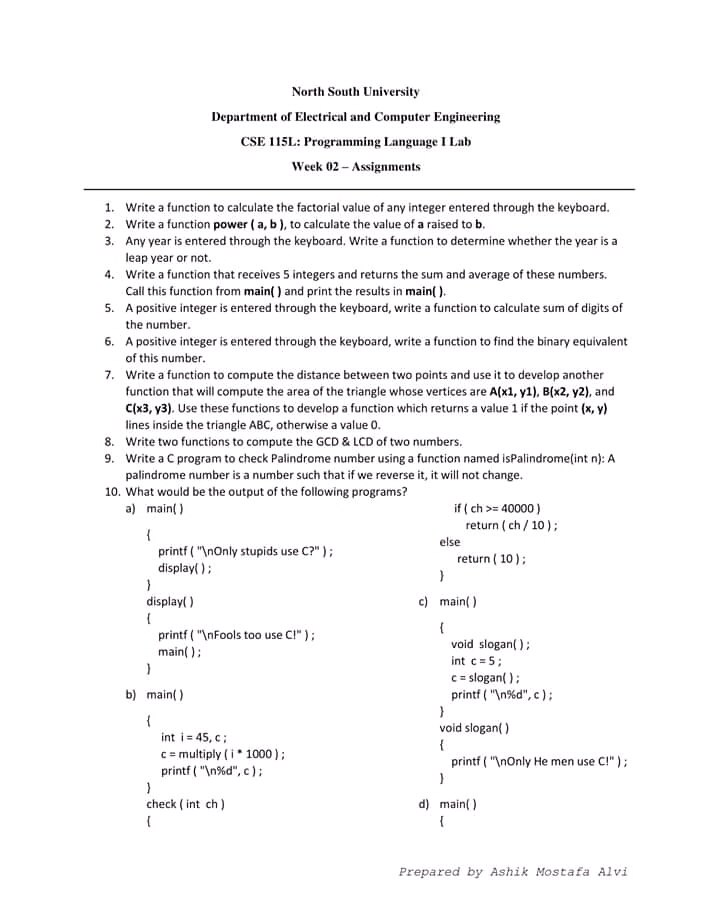 North South University
Department of Electrical and Computer Engineering
CSE 115L: Programming Language I Lab
Week 02 – Assignments
1. Write a function to calculate the factorial value of any integer entered through the keyboard.
2. Write a function power ( a, b ), to calculate the value of a raised to b.
3. Any year is entered through the keyboard. Write a function to determine whether the year is a
leap year or not.
4. Write a function that receives 5 integers and returns the sum and average of these numbers.
Call this function from main( ) and print the results in main( ).
5. A positive integer is entered through the keyboard, write a function to calculate sum of digits of
the number.
6. A positive integer is entered through the keyboard, write a function to find the binary equivalent
of this number.
7. Write a function to compute the distance between two points and use it to develop another
function that will compute the area of the triangle whose vertices are A(x1, y1), B(x2, y2), and
C(x3, y3). Use these functions to develop a function which returns a value 1 if the point (x, y)
lines inside the triangle ABC, otherwise a value 0.
8. Write two functions to compute the GCD & LCD of two numbers.
9. Write a C program to check Palindrome number using a function named isPalindrome(int n): A
palindrome number is a number such that if we reverse it, it will not change.
10. What would be the output of the following programs?
a) main( )
{
printf ( "\nOnly stupids use C?" ) ;
display( ) ;
}
display( )
{
printf ( "\nFools too use C!" ) ;
main( ) ;
}
b) main( )
{
int i = 45, c ;
c = multiply ( i * 1000 ) ;
printf ( "\n%d", c ) ;
}
check ( int ch )
{
if ( ch >= 40000 )
return ( ch / 10 ) ;
else
return ( 10 ) ;
}
c) main( )
{
void slogan( ) ;
int c = 5 ;
c = slogan( ) ;
printf ( "\n%d", c ) ;
}
void slogan( )
{
printf ( "\nOnly He men use C!" ) ;
}
d) main( )
{
Prepared by Ashik Mostafa Alvi